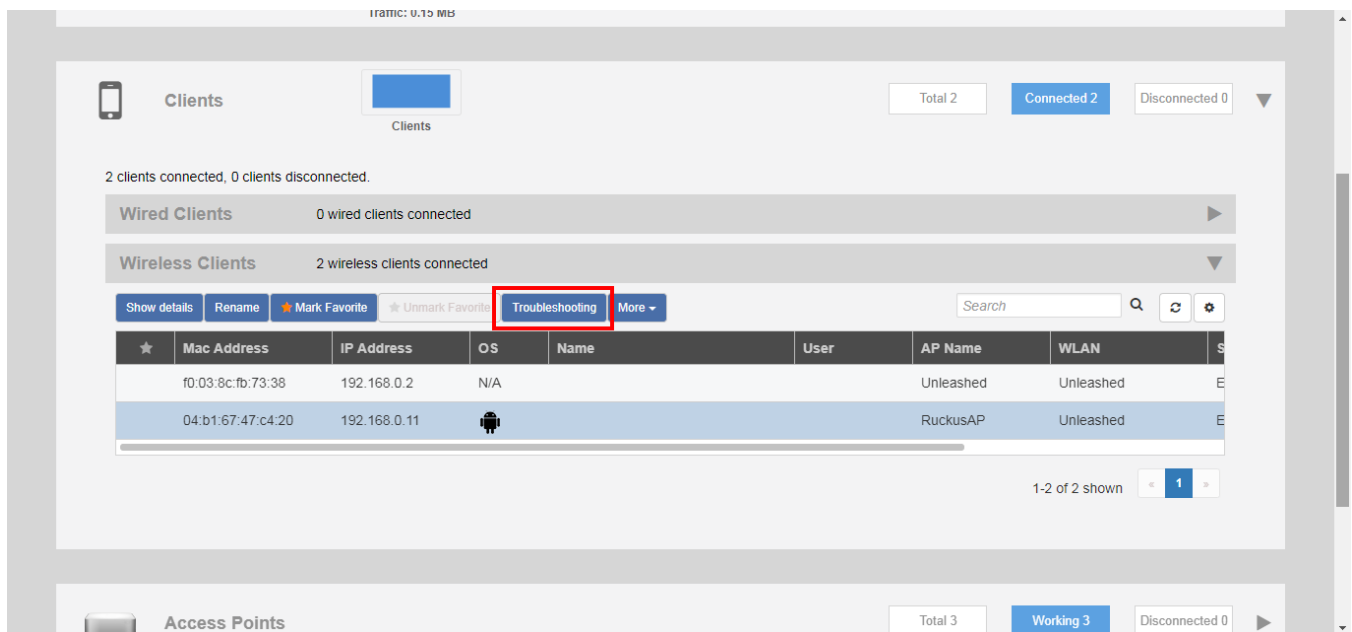 Traffic: 0.15 MB
Clients
Clients
Total 2
Connected 2
Disconnected 0
2 clients connected, 0 clients disconnected.
Wired Clients 0 wired clients connected
Wireless Clients 2 wireless clients connected
Show details Rename Mark Favorite Unmark Favorite Troubleshooting More Search
Mac Address IP Address OS Name User AP Name WLAN S
f0:03:8c:fb:73:38 192.168.0.2 N/A Unleashed Unleashed E
04:b1:67:47:c4:20 192.168.0.11 RuckusAP Unleashed E
1-2 of 2 shown « 1 »
Access Points Total 3 Working 3 Disconnected 0